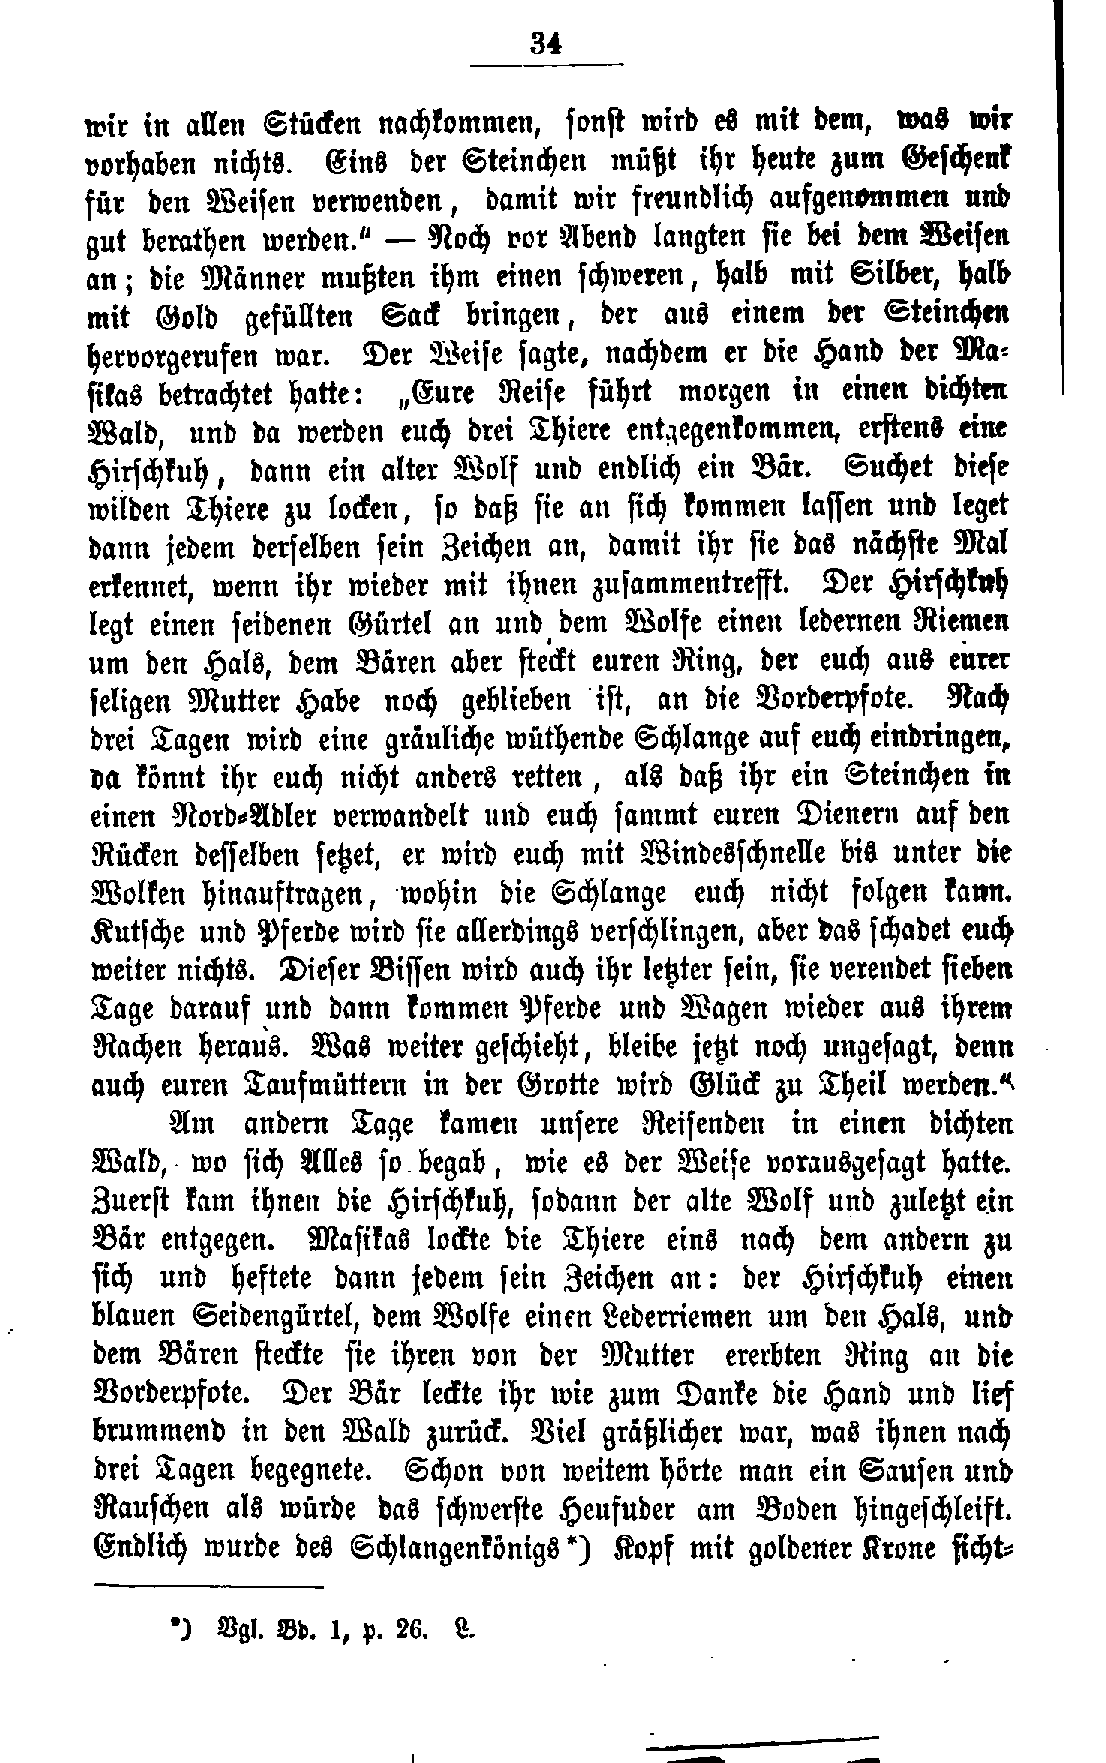 34
wir in allen Stücken nachkommen, sonst wird es mit dem, was wir
vorhaben nichts. Eins der Steinchen müßt ihr heute zum Geschenk
für den Weisen verwenden, damit wir freundlich aufgenommen und
gut berathen werden.“ — Noch vor Abend langten sie bei dem Weisen
an; die Männer mußten ihm einen schweren, halb mit Silber, halb
mit Gold gefüllten Sack bringen, der aus einem der Steinchen
hervorgerufen war. Der Weise sagte, nachdem er die Hand der Ma-
sikas betrachtet hatte: „Eure Reise führt morgen in einen dichten
Wald, und da werden euch drei Thiere entgegenkommen, erstens eine
Hirschkuh, dann ein alter Wolf und endlich ein Bär. Suchet diese
wilden Thiere zu locken, so daß sie an sich kommen lassen und leget
dann jedem derselben sein Zeichen an, damit ihr sie das nächste Mal
erkennet, wenn ihr wieder mit ihnen zusammentrefft. Der Hirschkuh
legt einen seidenen Gürtel an und dem Wolfe einen ledernen Riemen
um den Hals, dem Bären aber steckt euren Ring, der euch aus eurer
seligen Mutter Habe noch geblieben ist, an die Vorderpfote. Nach
drei Tagen wird eine gräuliche wüthende Schlange auf euch eindringen,
da könnt ihr euch nicht anders retten, als daß ihr ein Steinchen in
einen Nord-Adler verwandelt und euch sammt euren Dienern auf den
Rücken desselben setzet, er wird euch mit Windesschnelle bis unter die
Wolken hinauftragen, wohin die Schlange euch nicht folgen kann.
Kutsche und Pferde wird sie allerdings verschlingen, aber das schadet euch
weiter nichts. Dieser Bissen wird auch ihr letzter sein, sie verendet sieben
Tage darauf und dann kommen Pferde und Wagen wieder aus ihrem
Rachen heraus. Was weiter geschieht, bleibe jetzt noch ungesagt, denn
auch euren Taufmüttern in der Grotte wird Glück zu Theil werden.“
Am andern Tage kamen unsere Reisenden in einen dichten
Wald, wo sich Alles so begab, wie es der Weise vorausgesagt hatte.
Zuerst kam ihnen die Hirschkuh, sodann der alte Wolf und zuletzt ein
Bär entgegen. Masikas lockte die Thiere eins nach dem andern zu
sich und heftete dann jedem sein Zeichen an: der Hirschkuh einen
blauen Seidengürtel, dem Wolfe einen Lederriemen um den Hals, und
dem Bären steckte sie ihren von der Mutter ererbten Ring an die
Vorderpfote. Der Bär leckte ihr wie zum Danke die Hand und lief
brummend in den Wald zurück. Viel gräßlicher war, was ihnen nach
drei Tagen begegnete. Schon von weitem hörte man ein Sausen und
Rauschen als würde das schwerste Heufuder am Boden hingeschleift.
Endlich wurde des Schlangenkönigs*) Kopf mit goldener Krone sicht-
*) Vgl. Bd. 1, p. 26. L.